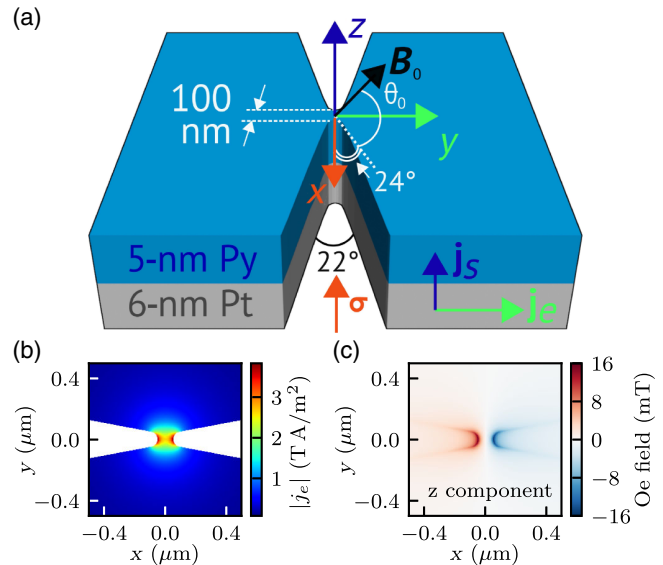 (a)
z
B₀
θ₀
100
nm
y
24°
x
5-nm Py
22°
jₛ
6-nm Pt
σ
jₑ
(b)
(c)
0.4
0.0
−0.4
y (μm)
−0.4 0.0 0.4
x (μm)
3
2
1
|jₑ| (T A/m²)
0.4
0.0
−0.4
y (μm)
z component
−0.4 0.0 0.4
x (μm)
16
8
0
−8
−16
Oe field (mT)